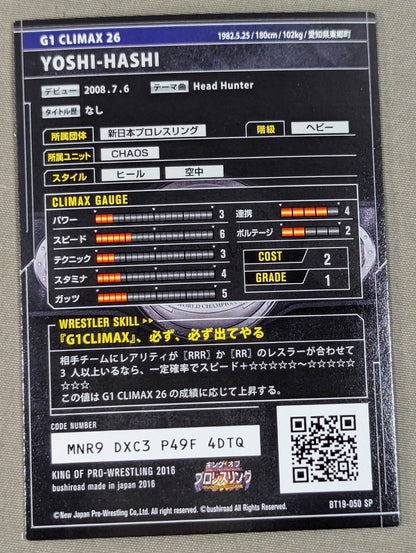 G1 CLIMAX 26
1982.5.25 / 180cm / 102kg / 愛知県東郷町
YOSHI-HASHI
デビュー 2008.7.6 テーマ曲 Head Hunter
タイトル歴 なし
所属団体 新日本プロレスリング 階級 ヘビー
所属ユニット CHAOS
スタイル ヒール 空中
CLIMAX GAUGE
パワー 3 連携 4
スピード 6 ボルテージ 2
テクニック 3 COST 2
スタミナ 4 GRADE 1
ガッツ 5
WORLD CHAMPION
WRESTLER SKILL
『G1CLIMAX』、必ず、必ず出てやる
相手チームにレアリティが[RRR]か[RR]のレスラーが合わせて
3人以上いるなら、一定確率でスピード+☆☆☆☆☆~☆☆☆☆☆
☆☆☆
この値は G1 CLIMAX 26 の成績に応じて上昇する。
CODE NUMBER
MNR9 DXC3 P49F 4DTQ
KING OF PRO-WRESTLING 2016
bushiroad made in japan 2016
キング オブ
プロレスリング
©New Japan Pro-Wrestling Co., Ltd. All right reserved. ©bushiroad All Rights Reserved.
BT19-050 SP